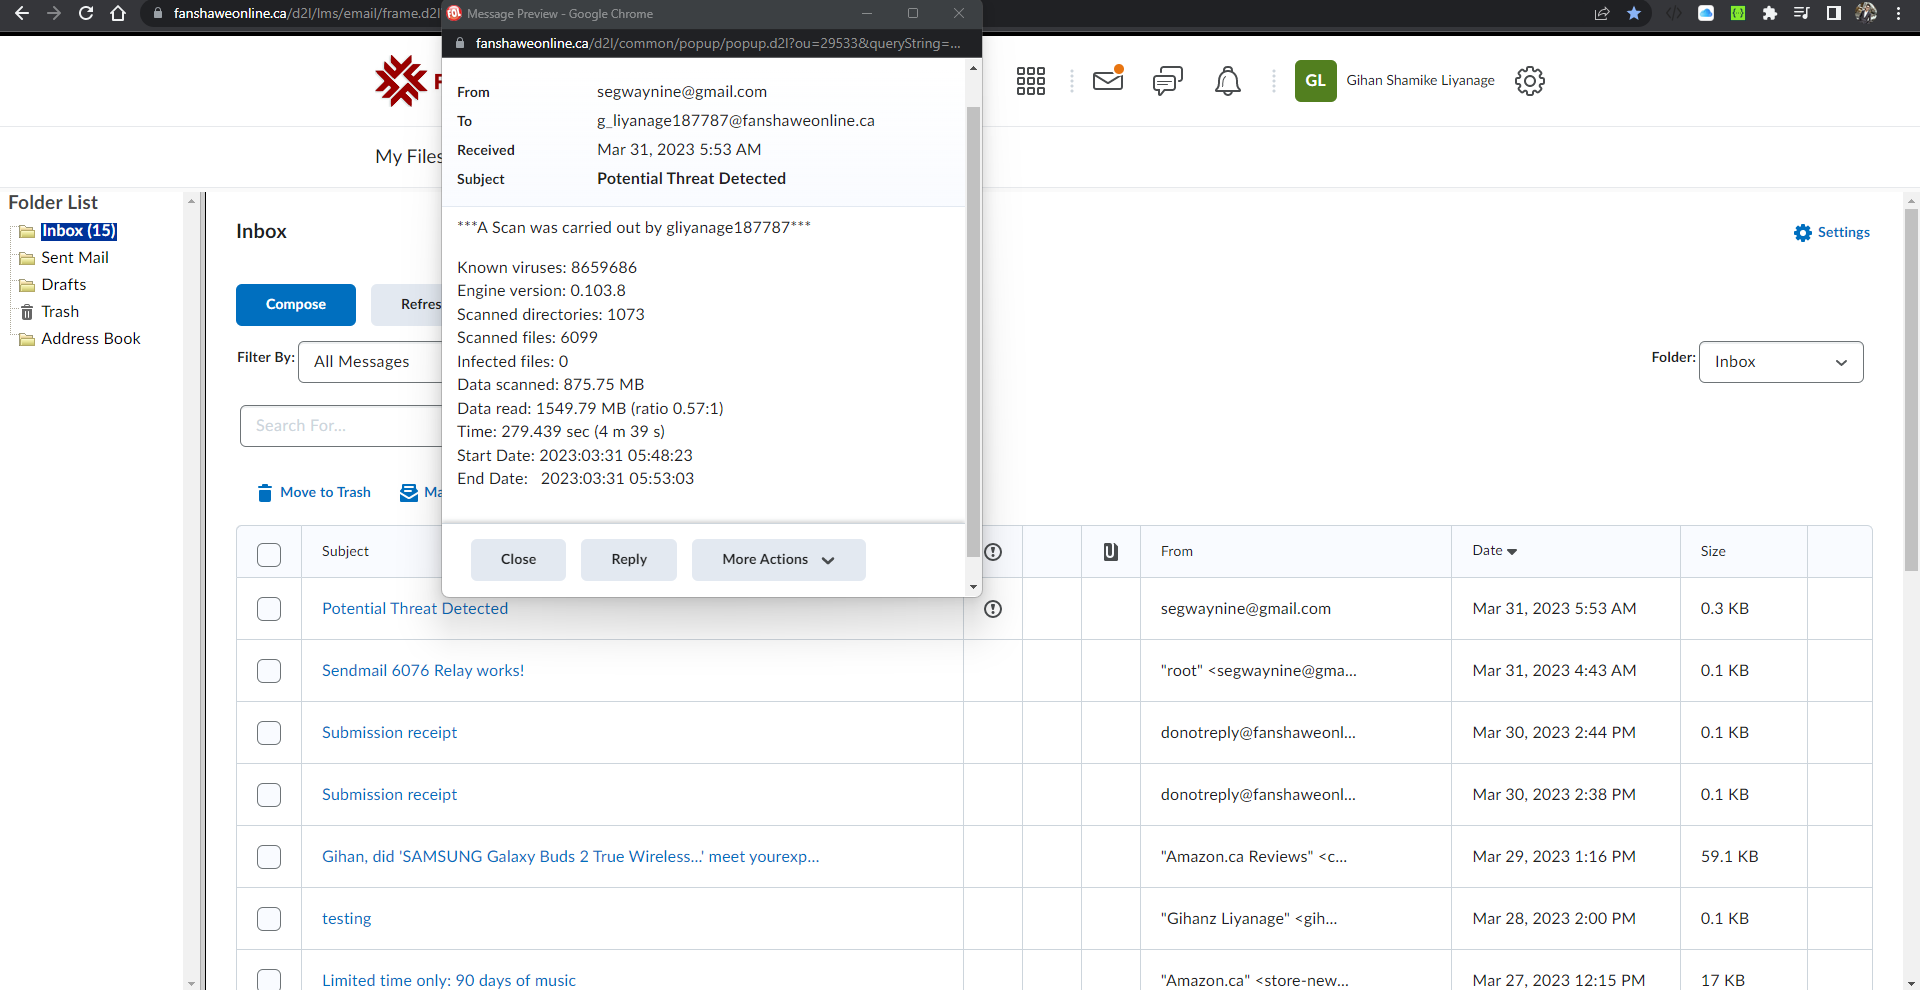 fanshaweonline.ca/d2l/lms/email/frame.d2l
Message Preview - Google Chrome
fanshaweonline.ca/d2l/common/popup/popup.d2l?ou=29533&queryString=...
F
GL
Gihan Shamike Liyanage
My Files
From segwaynine@gmail.com
To g_liyanage187787@fanshaweonline.ca
Received Mar 31, 2023 5:53 AM
Subject Potential Threat Detected
***A Scan was carried out by gliyanage187787***
Known viruses: 8659686
Engine version: 0.103.8
Scanned directories: 1073
Scanned files: 6099
Infected files: 0
Data scanned: 875.75 MB
Data read: 1549.79 MB (ratio 0.57:1)
Time: 279.439 sec (4 m 39 s)
Start Date: 2023:03:31 05:48:23
End Date: 2023:03:31 05:53:03
Close Reply More Actions
Folder List
Inbox (15)
Sent Mail
Drafts
Trash
Address Book
Inbox
Settings
Compose Refres
Filter By: All Messages
Folder: Inbox
Search For...
Move to Trash Ma
Subject From Date Size
Potential Threat Detected segwaynine@gmail.com Mar 31, 2023 5:53 AM 0.3 KB
Sendmail 6076 Relay works! "root" <segwaynine@gma... Mar 31, 2023 4:43 AM 0.1 KB
Submission receipt donotreply@fanshaweonl... Mar 30, 2023 2:44 PM 0.1 KB
Submission receipt donotreply@fanshaweonl... Mar 30, 2023 2:38 PM 0.1 KB
Gihan, did 'SAMSUNG Galaxy Buds 2 True Wireless...' meet yourexp... "Amazon.ca Reviews" <c... Mar 29, 2023 1:16 PM 59.1 KB
testing "Gihanz Liyanage" <gih... Mar 28, 2023 2:00 PM 0.1 KB
Limited time only: 90 days of music "Amazon.ca" <store-new... Mar 27, 2023 12:15 PM 17 KB